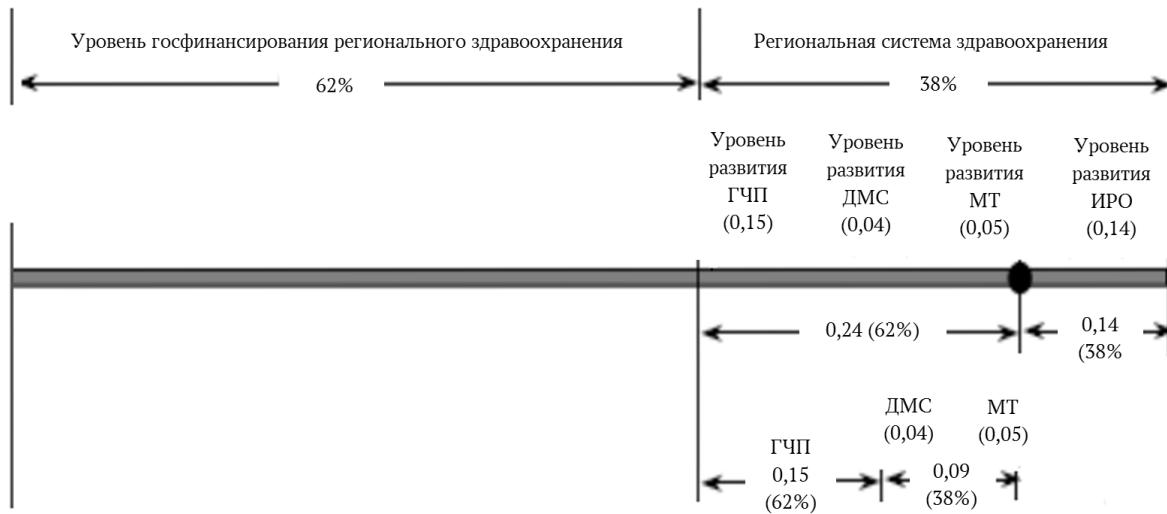 Уровень госфинансирования регионального здравоохранения
Региональная система здравоохранения
62%
38%
Уровень
развития
ГЧП
(0,15)
Уровень
развития
ДМС
(0,04)
Уровень
развития
МТ
(0,05)
Уровень
развития
ИРО
(0,14)
0,24 (62%)
0,14
(38%
ДМС
(0,04)
МТ
(0,05)
ГЧП
0,15
(62%)
0,09
(38%)